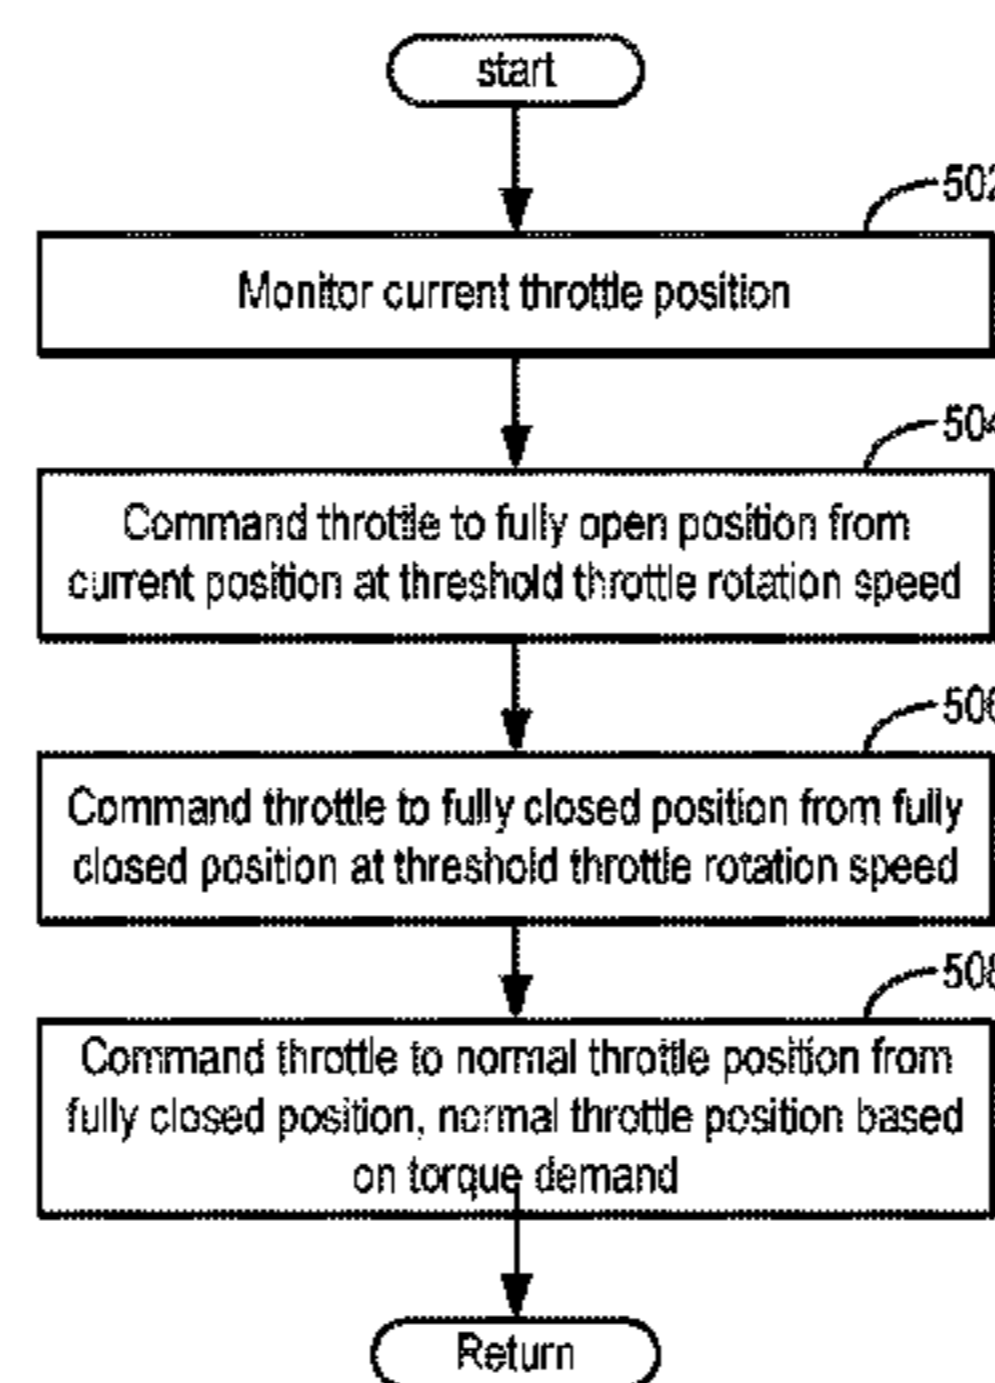 start
502
Monitor current throttle position
504
Command throttle to fully open position from
current position at threshold throttle rotation speed
506
Command throttle to fully closed position from fully
closed position at threshold throttle rotation speed
508
Command throttle to normal throttle position from
fully closed position, normal throttle position based
on torque demand
Return